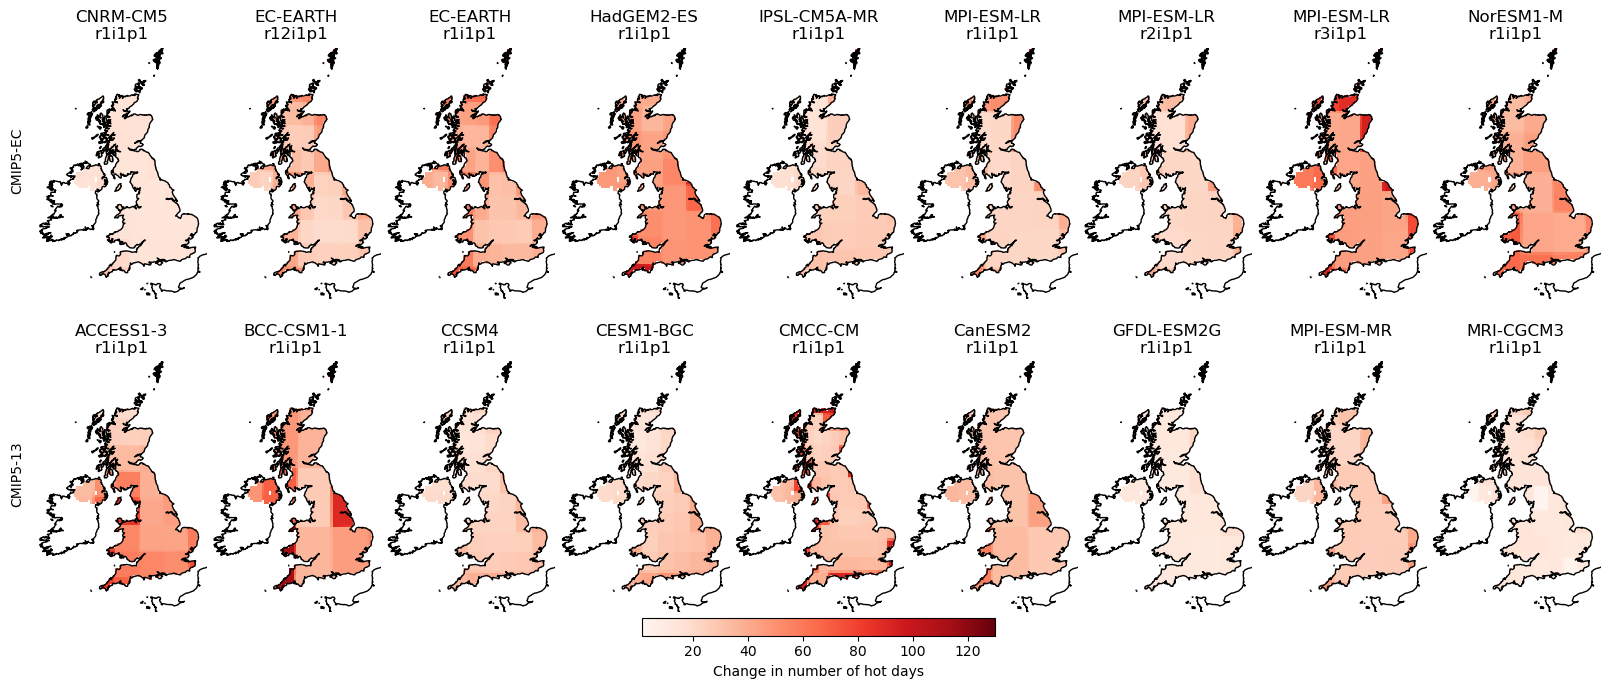 CNRM-CM5 EC-EARTH EC-EARTH HadGEM2-ES IPSL-CM5A-MR MPI-ESM-LR MPI-ESM-LR MPI-ESM-LR NorESM1-M
r1i1p1 r12i1p1 r1i1p1 r1i1p1 r1i1p1 r1i1p1 r2i1p1 r3i1p1 r1i1p1
CMIP5-EC
ACCESS1-3 BCC-CSM1-1 CCSM4 CESM1-BGC CMCC-CM CanESM2 GFDL-ESM2G MPI-ESM-MR MRI-CGCM3
r1i1p1 r1i1p1 r1i1p1 r1i1p1 r1i1p1 r1i1p1 r1i1p1 r1i1p1 r1i1p1
CMIP5-13
20 40 60 80 100 120
Change in number of hot days